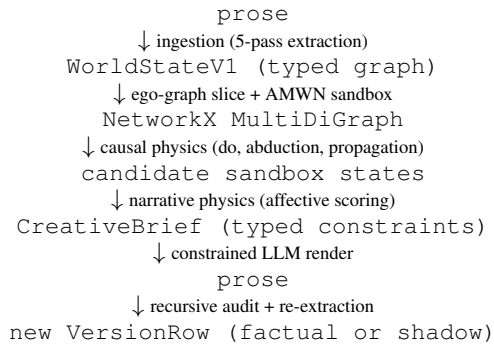 prose
↓ ingestion (5-pass extraction)
WorldStateV1 (typed graph)
↓ ego-graph slice + AMWN sandbox
NetworkX MultiDiGraph
↓ causal physics (do, abduction, propagation)
candidate sandbox states
↓ narrative physics (affective scoring)
CreativeBrief (typed constraints)
↓ constrained LLM render
prose
↓ recursive audit + re-extraction
new VersionRow (factual or shadow)